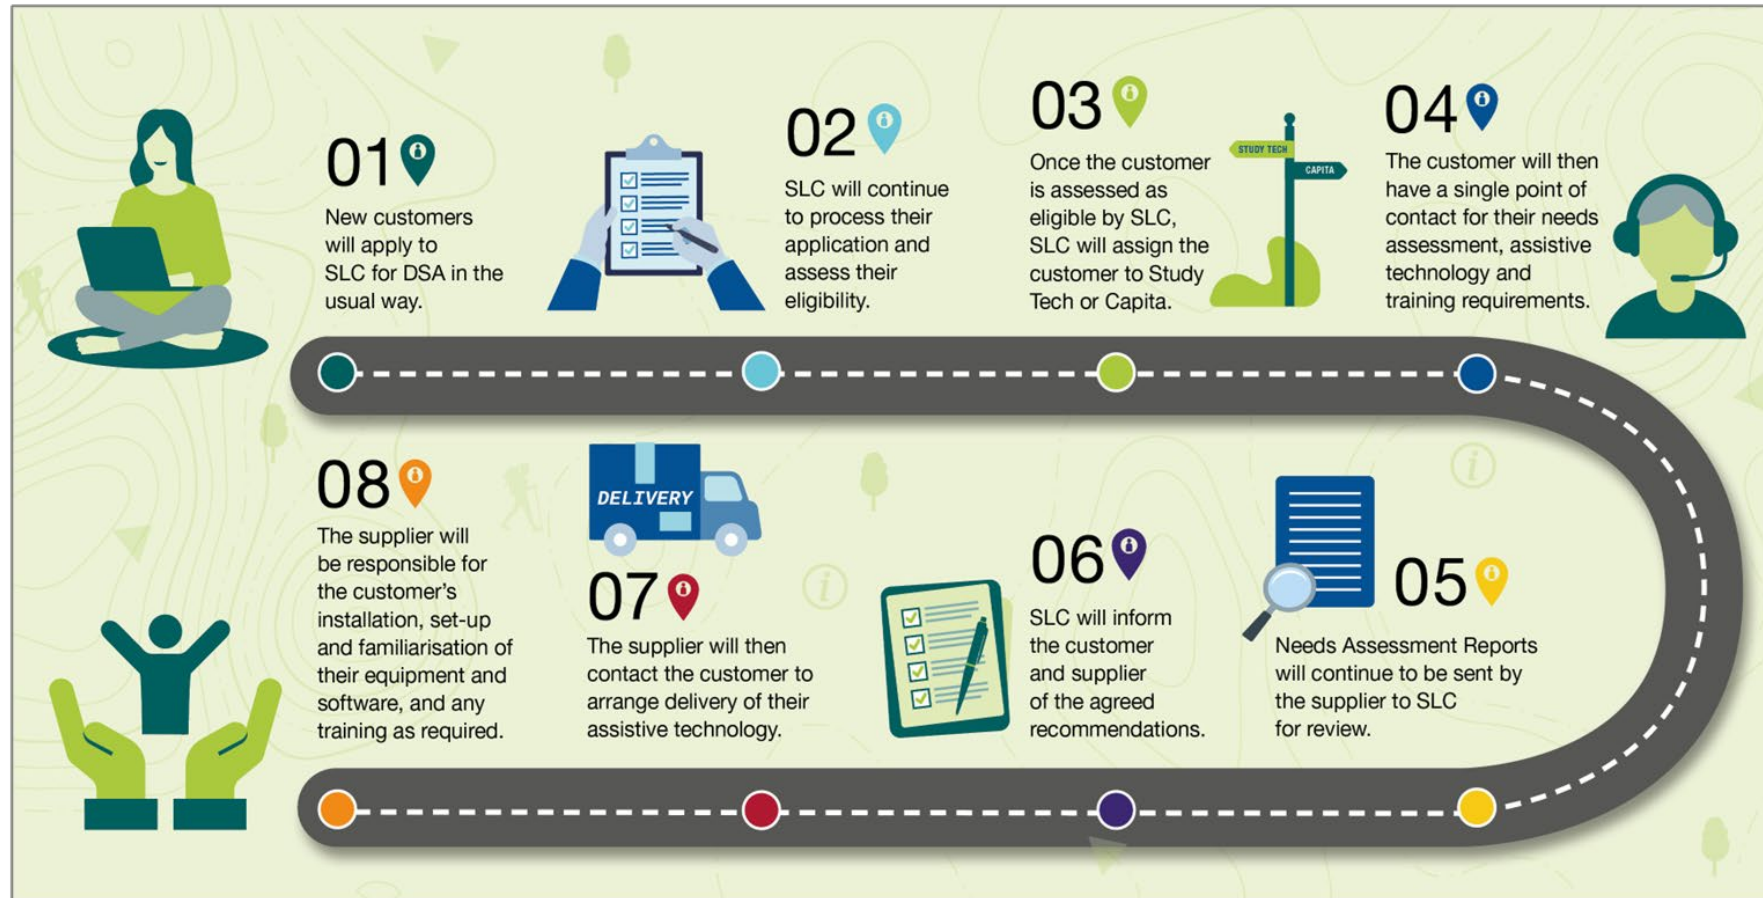 01
New customers
will apply to
SLC for DSA in the
usual way.
02
SLC will continue
to process their
application and
assess their
eligibility.
03
Once the customer
is assessed as
eligible by SLC,
SLC will assign the
customer to Study
Tech or Capita.
STUDY TECH
CAPITA
04
The customer will then
have a single point of
contact for their needs
assessment, assistive
technology and
training requirements.
05
Needs Assessment Reports
will continue to be sent by
the supplier to SLC
for review.
06
SLC will inform
the customer
and supplier
of the agreed
recommendations.
DELIVERY
07
The supplier will then
contact the customer to
arrange delivery of their
assistive technology.
08
The supplier will
be responsible for
the customer’s
installation, set-up
and familiarisation of
their equipment and
software, and any
training as required.